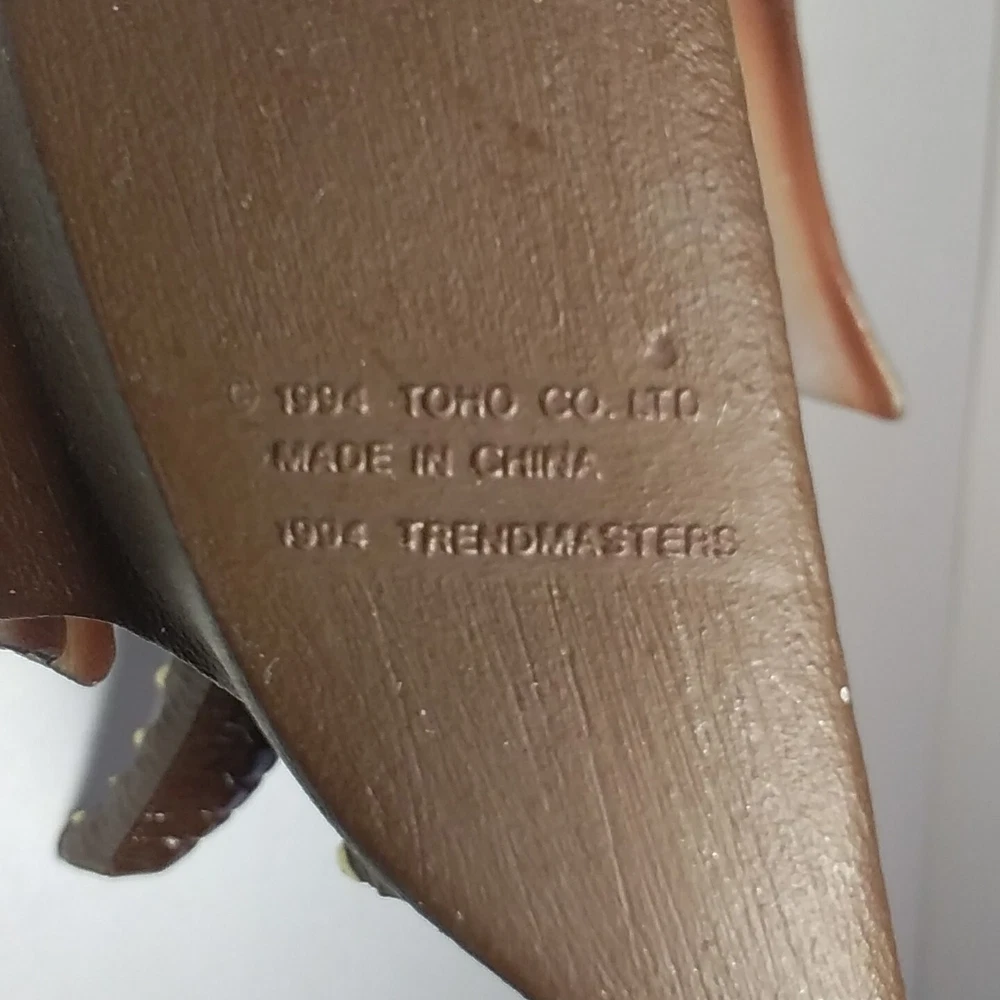 © 1994 TOHO CO. LTD
MADE IN CHINA
1994 TRENDMASTERS